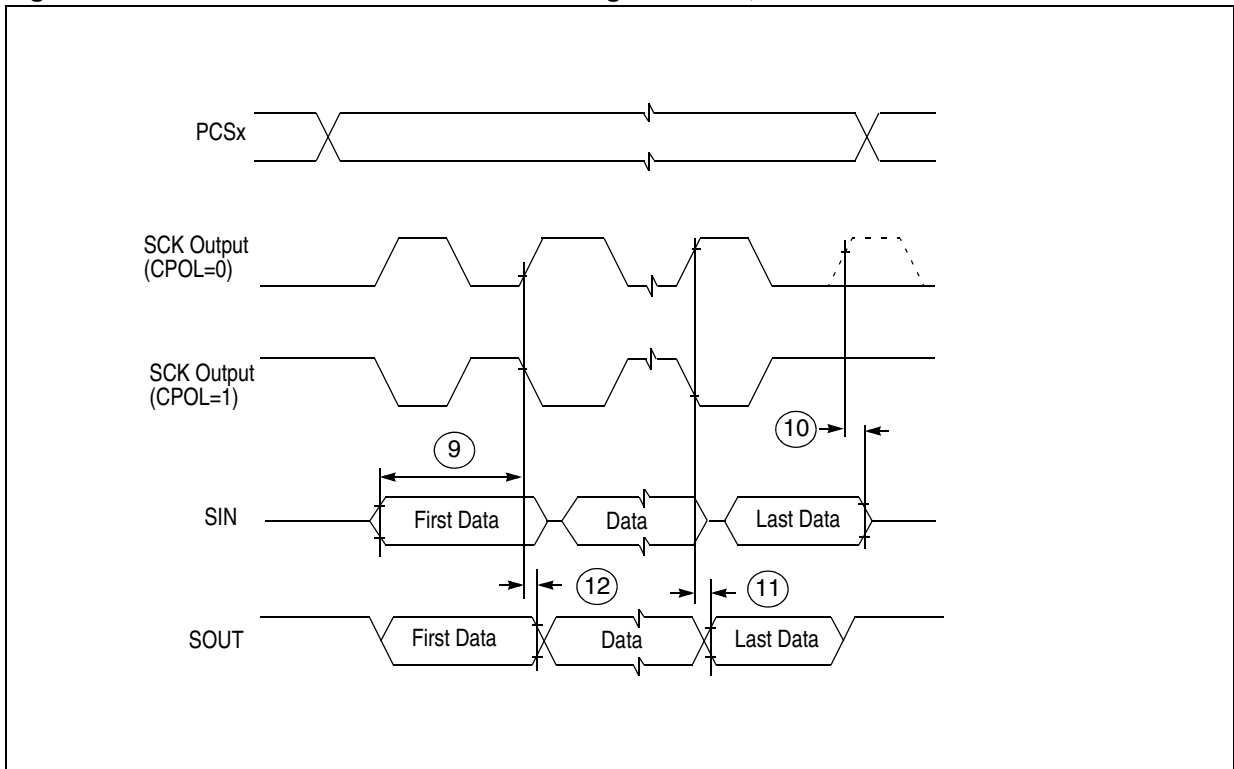 PCSx
SCK Output
(CPOL=0)
SCK Output
(CPOL=1)
10
9
SIN
First Data
Data
Last Data
12
11
SOUT
First Data
Data
Last Data